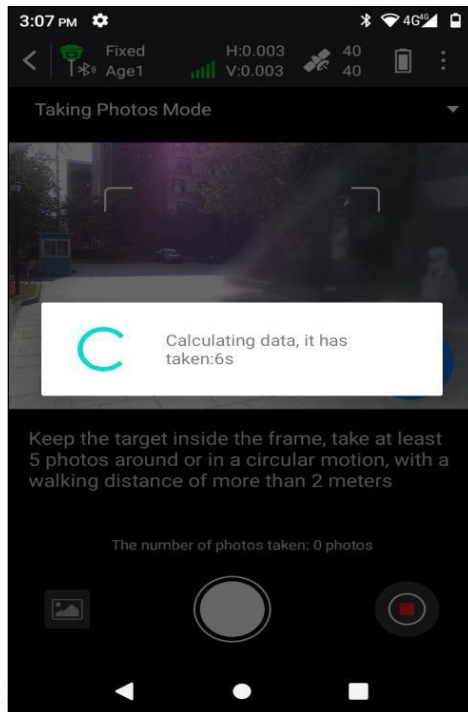 3:07 PM 4G 4G
Fixed H:0.003 40
Age1 V:0.003 40
Taking Photos Mode
Calculating data, it has
taken:6s
Keep the target inside the frame, take at least
5 photos around or in a circular motion, with a
walking distance of more than 2 meters
The number of photos taken: 0 photos